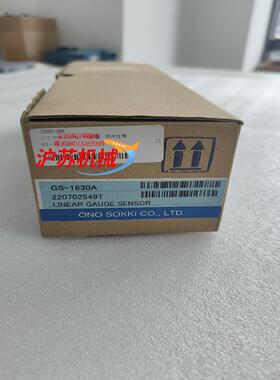 沪苏机械
GS-1830A
220702549T
LINEAR GAUGE SENSOR
ONO SOKKI CO., LTD.